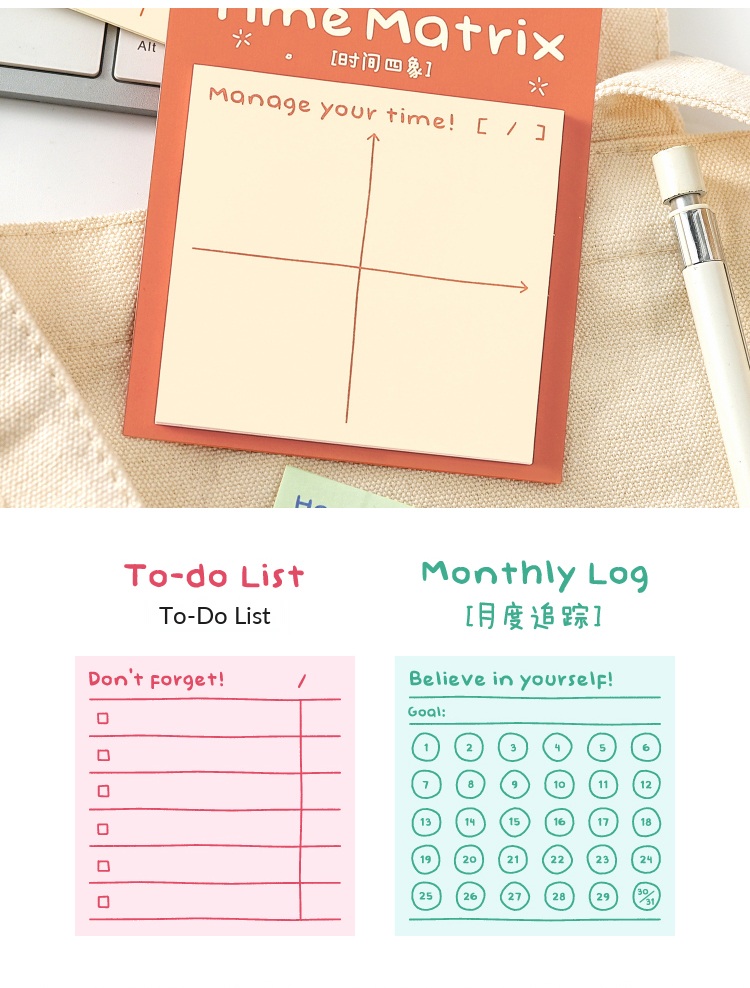 Alt
Time Matrix
[时间四象]
Manage your time! [ / ]
To-do List
To-Do List
Don't forget! /
Monthly Log
[月度追踪]
Believe in yourself!
Goal:
1 2 3 4 5 6
7 8 9 10 11 12
13 14 15 16 17 18
19 20 21 22 23 24
25 26 27 28 29 30/31